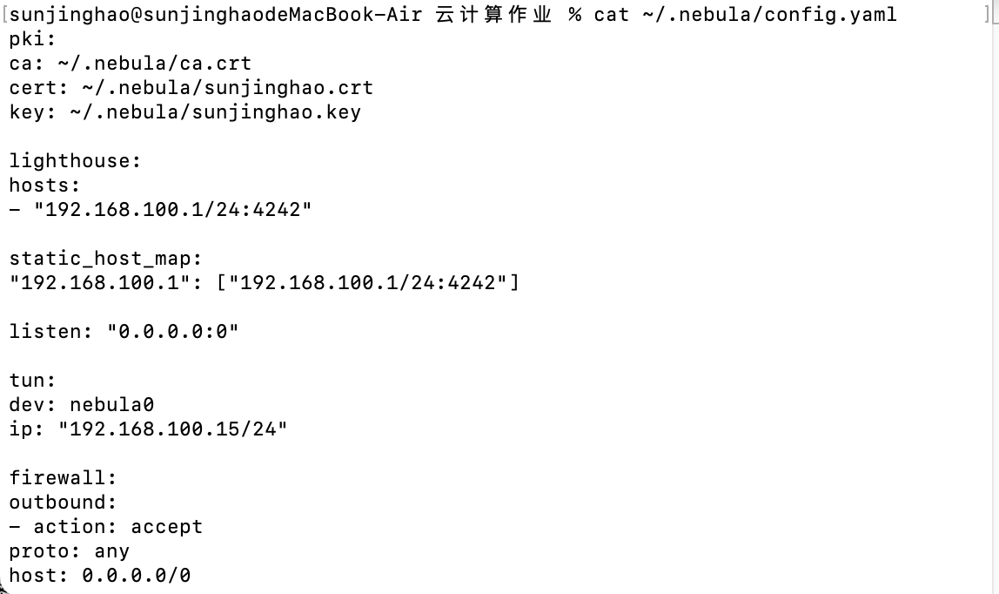 [sunjinghao@sunjinghaodeMacBook-Air 云计算作业 % cat ~/.nebula/config.yaml ]
pki:
ca: ~/.nebula/ca.crt
cert: ~/.nebula/sunjinghao.crt
key: ~/.nebula/sunjinghao.key
lighthouse:
hosts:
- "192.168.100.1/24:4242"
static_host_map:
"192.168.100.1": ["192.168.100.1/24:4242"]
listen: "0.0.0.0:0"
tun:
dev: nebula0
ip: "192.168.100.15/24"
firewall:
outbound:
- action: accept
proto: any
host: 0.0.0.0/0